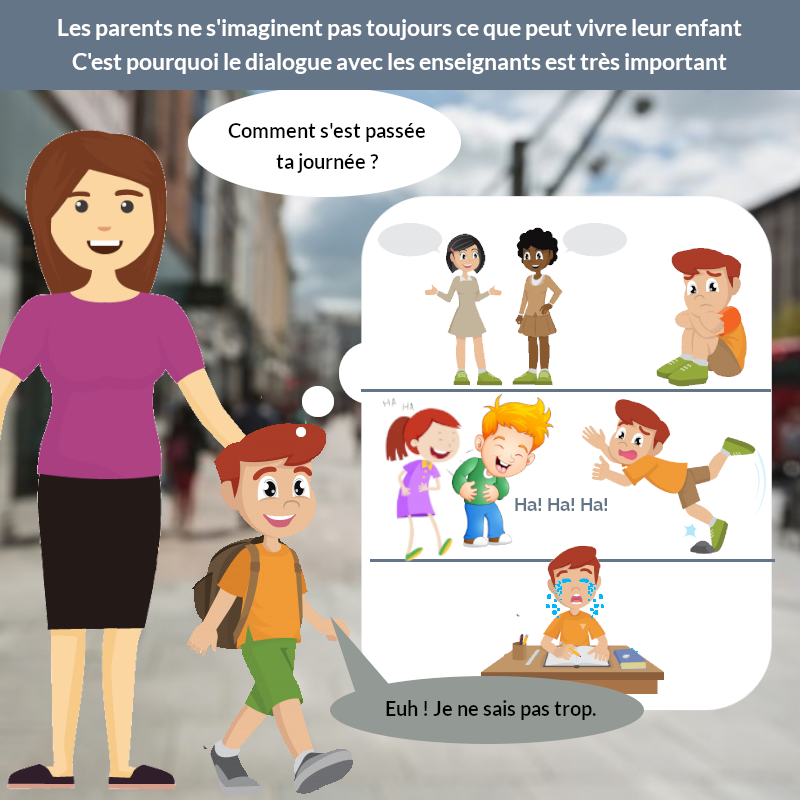 Les parents ne s'imaginent pas toujours ce que peut vivre leur enfant
C'est pourquoi le dialogue avec les enseignants est très important
Comment s'est passée
ta journée ?
HA HA
Ha! Ha! Ha!
Euh ! Je ne sais pas trop.